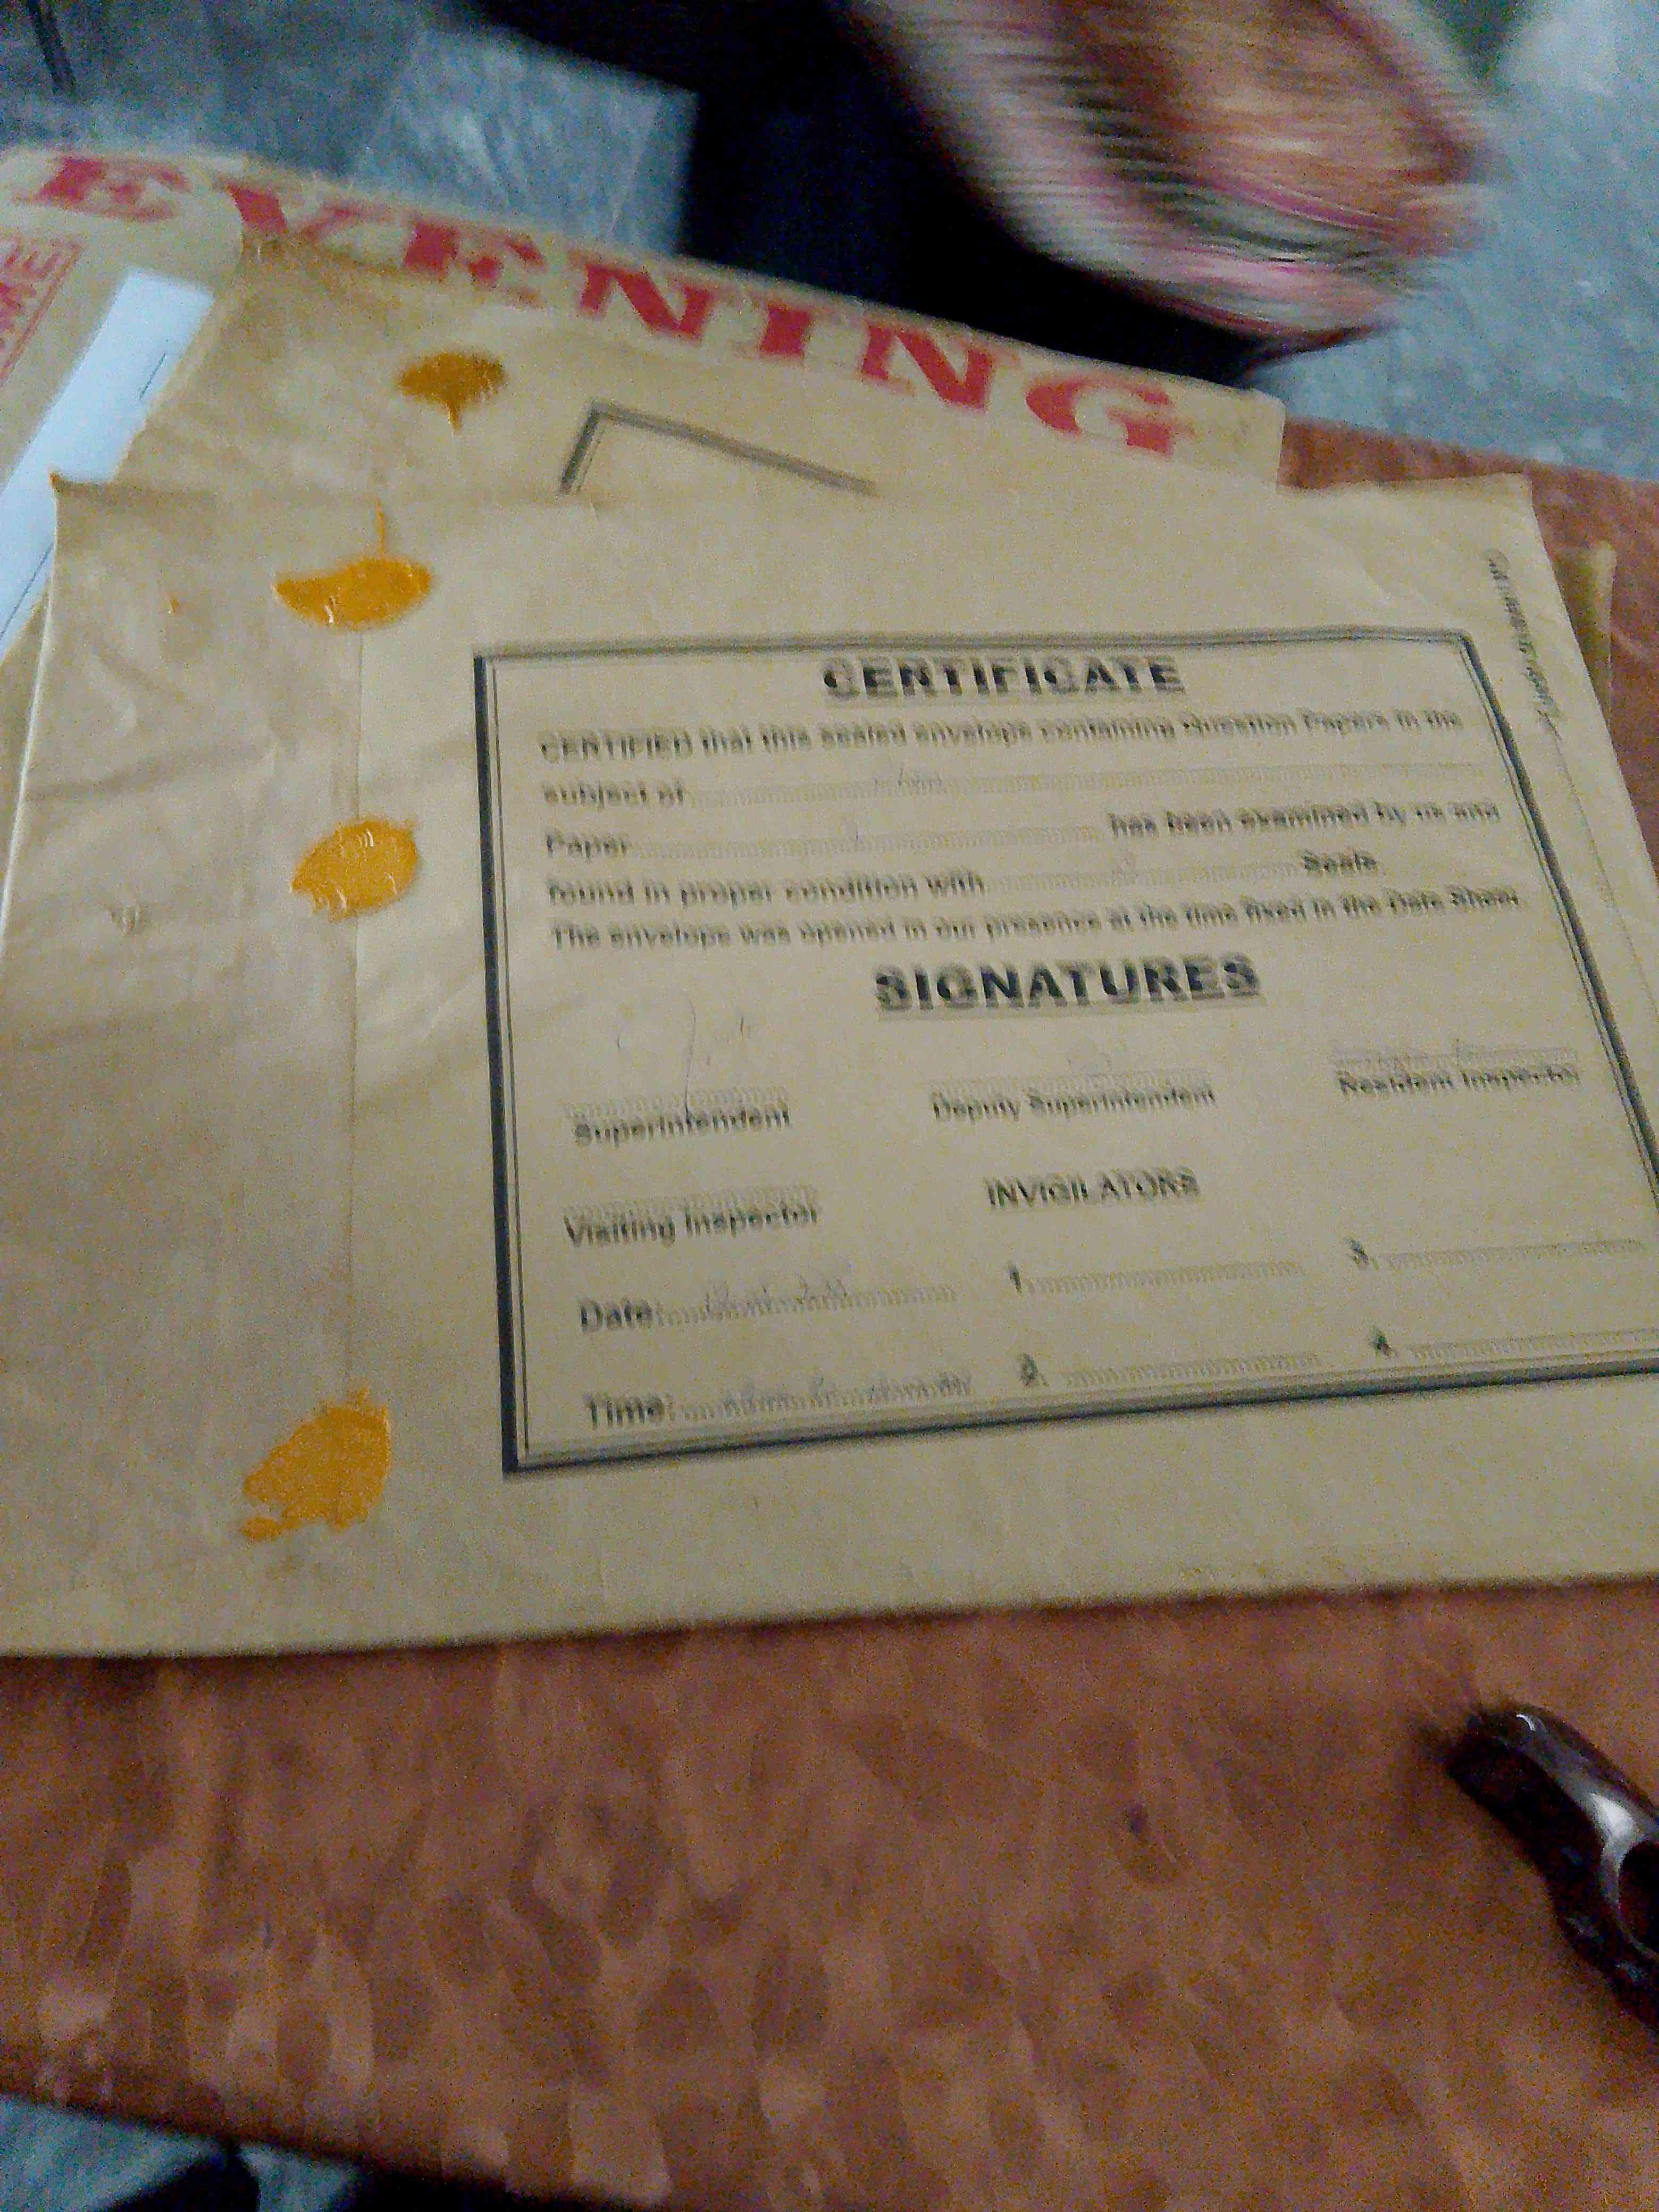 EVENING
CERTIFICATE
CERTIFIED that this sealed envelope containing Question Papers in the
subject of
Paper has been examined by us and
found in proper condition with Seals.
The envelope was opened in our presence at the time fixed in the Date Sheet.
SIGNATURES
Superintendent Deputy Superintendent Resident Inspector
Visiting Inspector INVIGILATORS
Date: 1. 3.
Time: 2. 4.